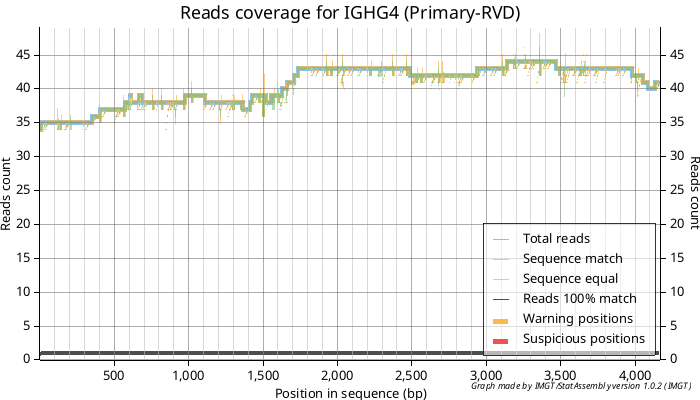 Reads coverage for IGHG4 (Primary-RVD)
45 45
40 40
35 35
30 30
25 25
20 20
15 15
10 10
5 5
0 0
Reads count
Reads count
Total reads
Sequence match
Sequence equal
Reads 100% match
Warning positions
Suspicious positions
500 1,000 1,500 2,000 2,500 3,000 3,500 4,000
Position in sequence (bp)
Graph made by IMGT/StatAssembly version 1.0.2 (IMGT)